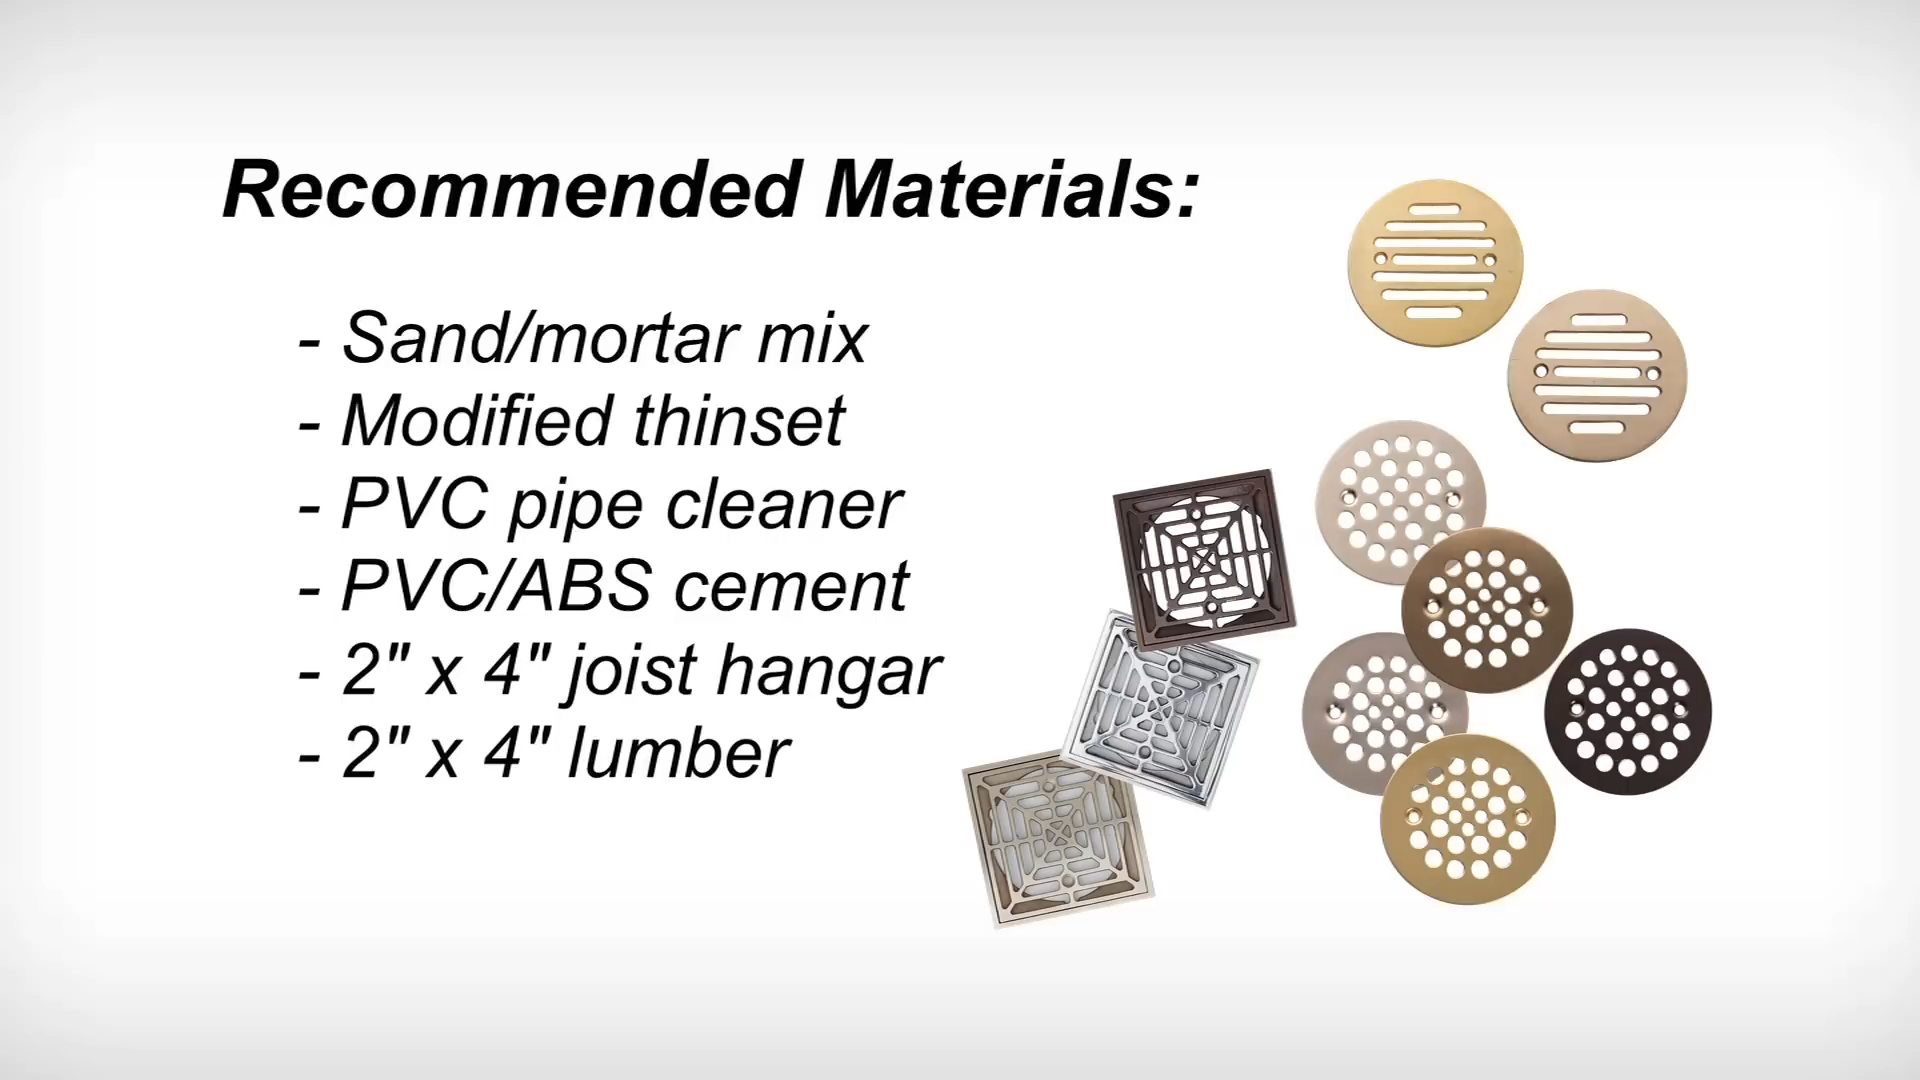 Recommended Materials:
- Sand/mortar mix
- Modified thinset
- PVC pipe cleaner
- PVC/ABS cement
- 2" x 4" joist hangar
- 2" x 4" lumber